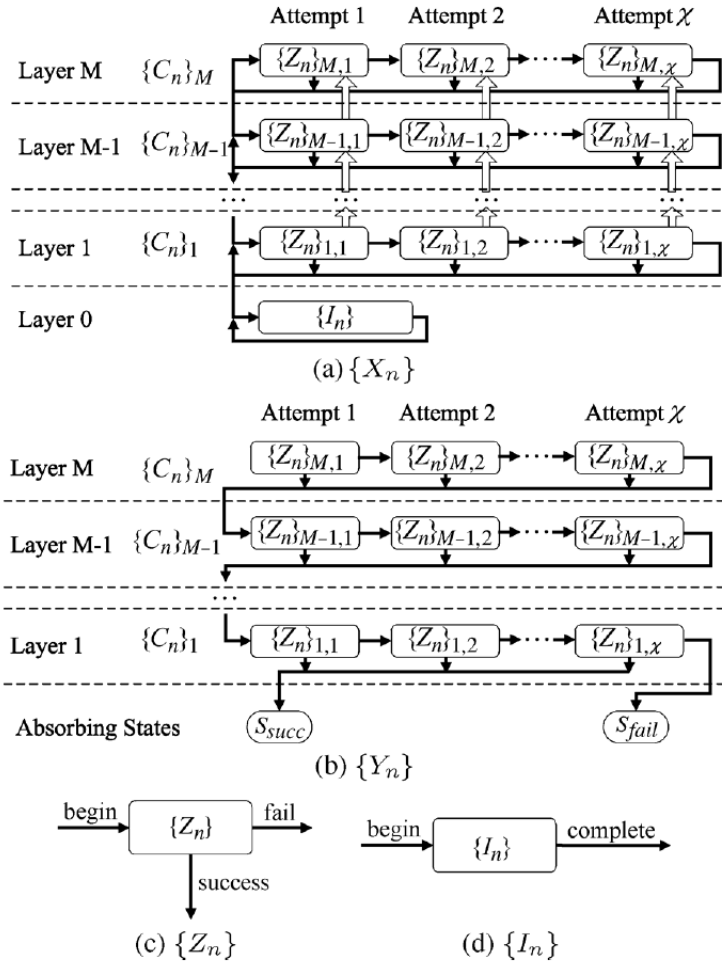 Attempt 1 Attempt 2 Attempt χ
Layer M {C_n}_M {Z_n}_{M,1} {Z_n}_{M,2} ···· {Z_n}_{M,χ}
Layer M-1 {C_n}_{M-1} {Z_n}_{M-1,1} {Z_n}_{M-1,2} ···· {Z_n}_{M-1,χ}
··· ··· ··· ···
Layer 1 {C_n}_1 {Z_n}_{1,1} {Z_n}_{1,2} ···· {Z_n}_{1,χ}
Layer 0 {I_n}
(a) {X_n}
Attempt 1 Attempt 2 Attempt χ
Layer M {C_n}_M {Z_n}_{M,1} {Z_n}_{M,2} ···· {Z_n}_{M,χ}
Layer M-1 {C_n}_{M-1} {Z_n}_{M-1,1} {Z_n}_{M-1,2} ···· {Z_n}_{M-1,χ}
···
Layer 1 {C_n}_1 {Z_n}_{1,1} {Z_n}_{1,2} ···· {Z_n}_{1,χ}
Absorbing States S_succ S_fail
(b) {Y_n}
begin {Z_n} fail
success
(c) {Z_n}
begin {I_n} complete
(d) {I_n}